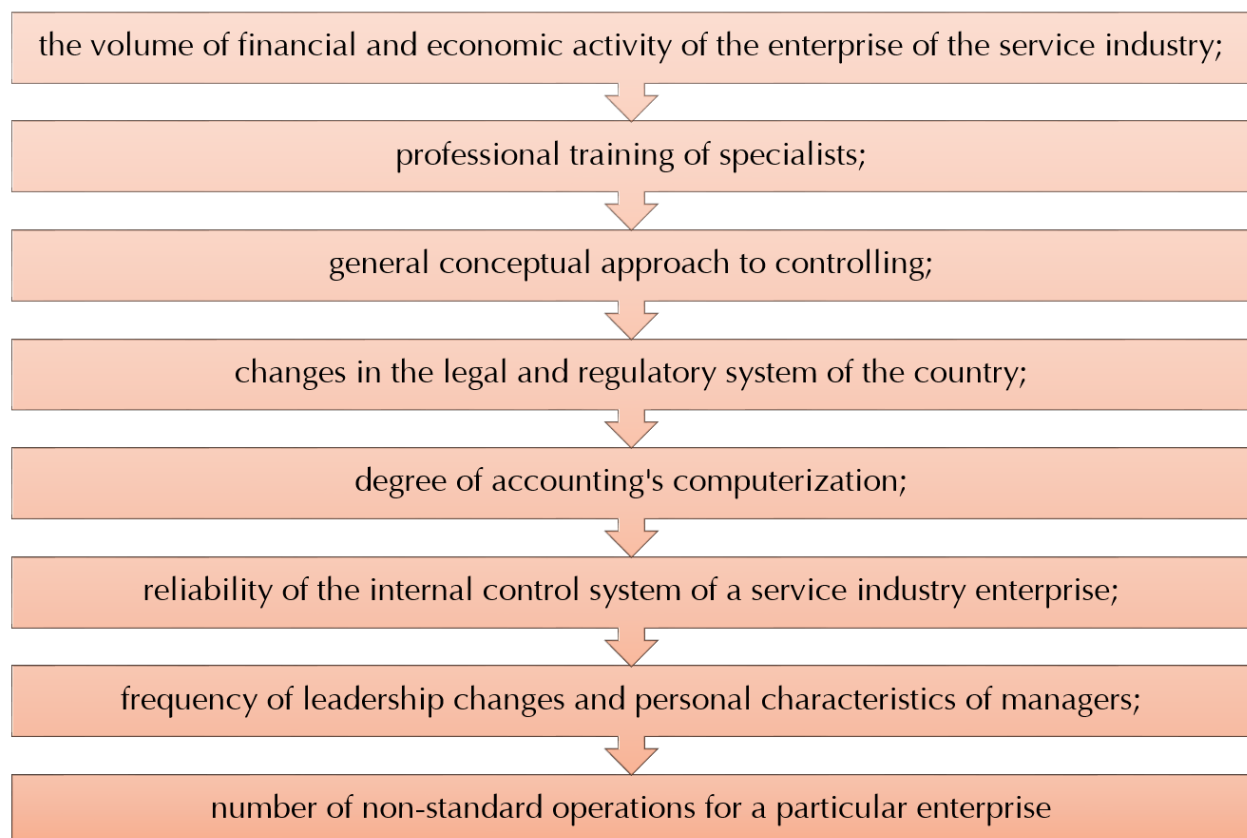 the volume of financial and economic activity of the enterprise of the service industry;
professional training of specialists;
general conceptual approach to controlling;
changes in the legal and regulatory system of the country;
degree of accounting's computerization;
reliability of the internal control system of a service industry enterprise;
frequency of leadership changes and personal characteristics of managers;
number of non-standard operations for a particular enterprise